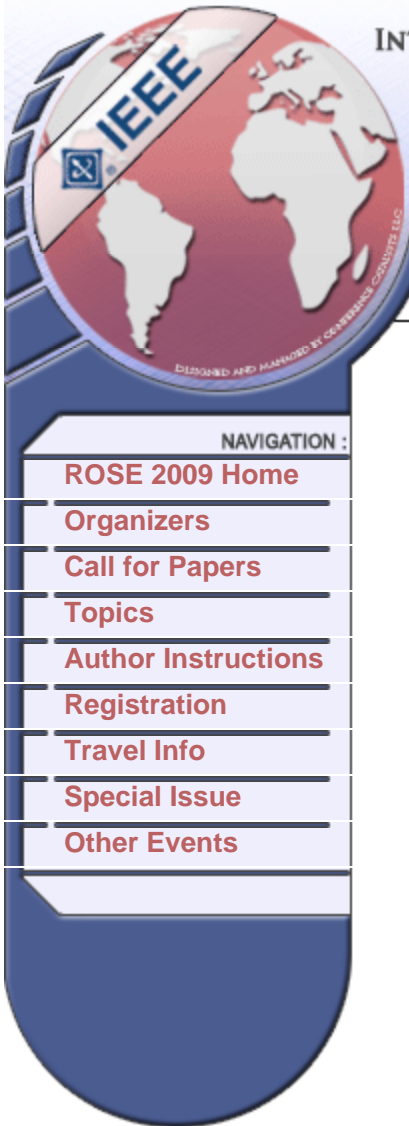 INT
IEEE
DESIGNED AND MANAGED BY CONFERENCE CATALYSTS LLC
NAVIGATION :
ROSE 2009 Home
Organizers
Call for Papers
Topics
Author Instructions
Registration
Travel Info
Special Issue
Other Events